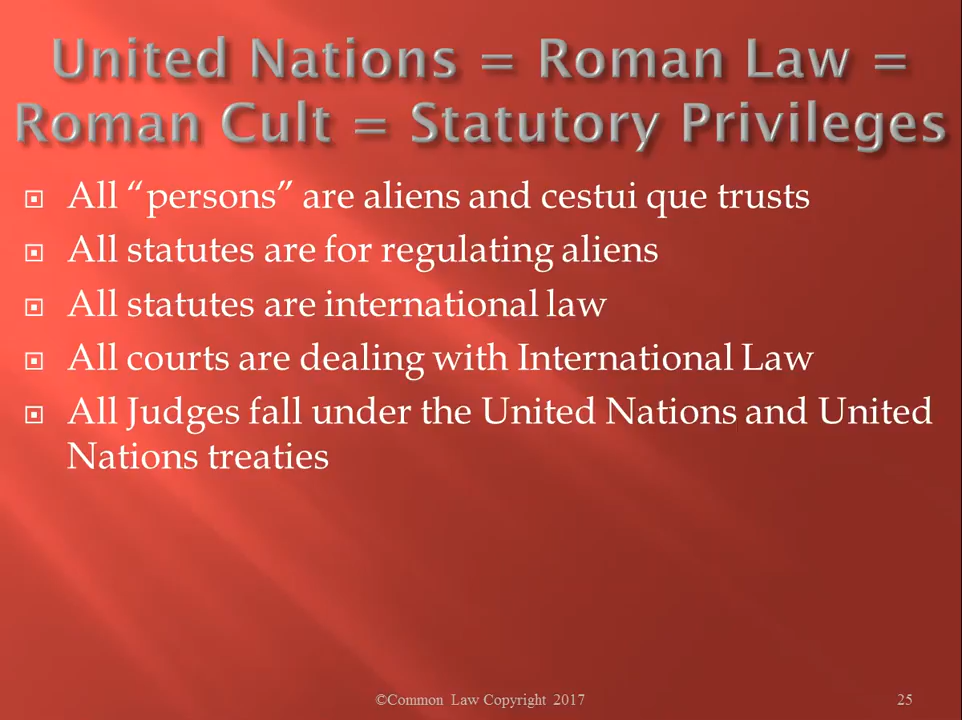 United Nations = Roman Law =
Roman Cult = Statutory Privileges
All “persons” are aliens and cestui que trusts
All statutes are for regulating aliens
All statutes are international law
All courts are dealing with International Law
All Judges fall under the United Nations and United
Nations treaties
©Common Law Copyright 2017
25